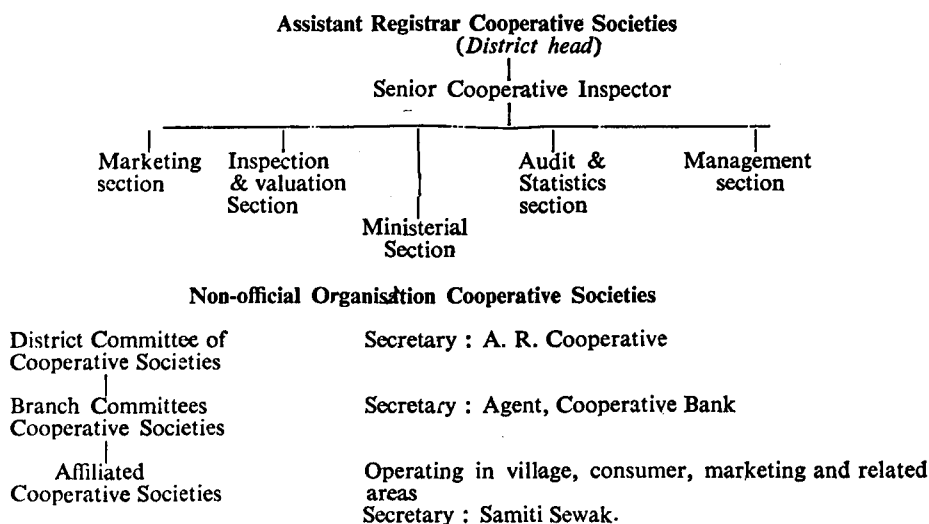 Assistant Registrar Cooperative Societies
(District head)
Senior Cooperative Inspector
Marketing section
Inspection & valuation Section
Ministerial Section
Audit & Statistics section
Management section
Non-official Organisation Cooperative Societies
District Committee of Cooperative Societies
Secretary : A. R. Cooperative
Branch Committees Cooperative Societies
Secretary : Agent, Cooperative Bank
Affiliated Cooperative Societies
Operating in village, consumer, marketing and related
areas
Secretary : Samiti Sewak.